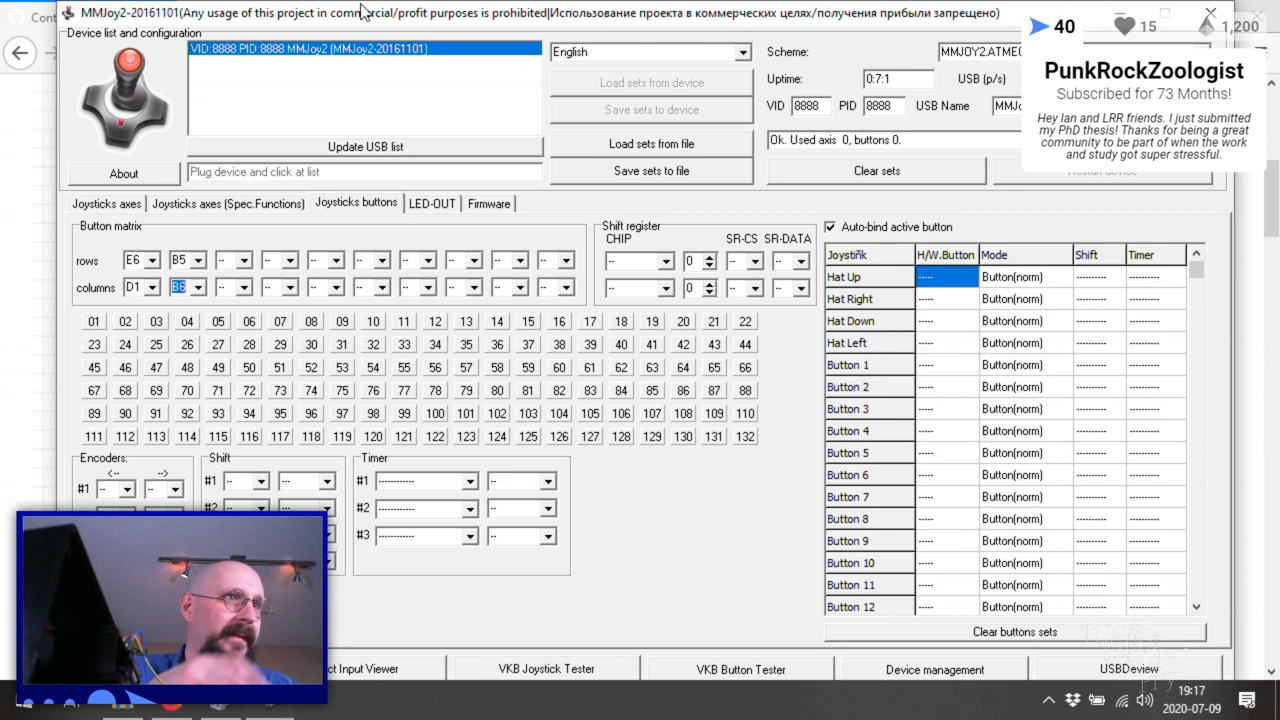 MMJoy2-20161101(Any usage of this project in commercial/profit purposes is prohibited|Использование проекта в коммерческих целях/получения прибыли запрещено)
Device list and configuration
VID:8888 PID:8888 MMJoy2 (MMJoy2-20161101)
Update USB list
About
Plug device and click at list
English
Load sets from device
Save sets to device
Load sets from file
Save sets to file
Scheme:
Uptime: 0:7:1 USB (p/s)
VID 8888 PID 8888 USB Name
Ok. Used axis 0, buttons 0.
Clear sets
40 15 1,200
PunkRockZoologist
Subscribed for 73 Months!
Hey Ian and LRR friends. I just submitted
my PhD thesis! Thanks for being a great
community to be part of when the work
and study got super stressful.
Joysticks axes Joysticks axes (Spec.Functions) Joysticks buttons LED-OUT Firmware
Button matrix
rows E6 B5 -- -- -- -- -- -- -- --
columns D1 B6 -- -- -- -- -- -- -- --
Shift register
CHIP SR-CS SR-DATA
-- 0 -- --
-- 0 -- --
01 02 03 04 05 06 07 08 09 10 11 12 13 14 15 16 17 18 19 20 21 22
23 24 25 26 27 28 29 30 31 32 33 34 35 36 37 38 39 40 41 42 43 44
45 46 47 48 49 50 51 52 53 54 55 56 57 58 59 60 61 62 63 64 65 66
67 68 69 70 71 72 73 74 75 76 77 78 79 80 81 82 83 84 85 86 87 88
89 90 91 92 93 94 95 96 97 98 99 100 101 102 103 104 105 106 107 108 109 110
111 112 113 114 115 116 117 118 119 120 121 122 123 124 125 126 127 128 129 130 131 132
Encoders:
<-- -->
#1 -- --
Shift
#1 -- ---
#2 -- ---
Timer
#1 ----------- --
#2 ----------- --
#3 ----------- --
Auto-bind active button
H/W.Button Mode Shift Timer
Hat Up ----- Button(norm) --------- ---------
Hat Right ----- Button(norm) --------- ---------
Hat Down ----- Button(norm) --------- ---------
Hat Left ----- Button(norm) --------- ---------
Button 1 ----- Button(norm) --------- ---------
Button 2 ----- Button(norm) --------- ---------
Button 3 ----- Button(norm) --------- ---------
Button 4 ----- Button(norm) --------- ---------
Button 5 ----- Button(norm) --------- ---------
Button 6 ----- Button(norm) --------- ---------
Button 7 ----- Button(norm) --------- ---------
Button 8 ----- Button(norm) --------- ---------
Button 9 ----- Button(norm) --------- ---------
Button 10 ----- Button(norm) --------- ---------
Button 11 ----- Button(norm) --------- ---------
Button 12 ----- Button(norm) --------- ---------
Clear buttons sets
Input Viewer VKB Joystick Tester VKB Button Tester Device management USBDeview
19:17
2020-07-09